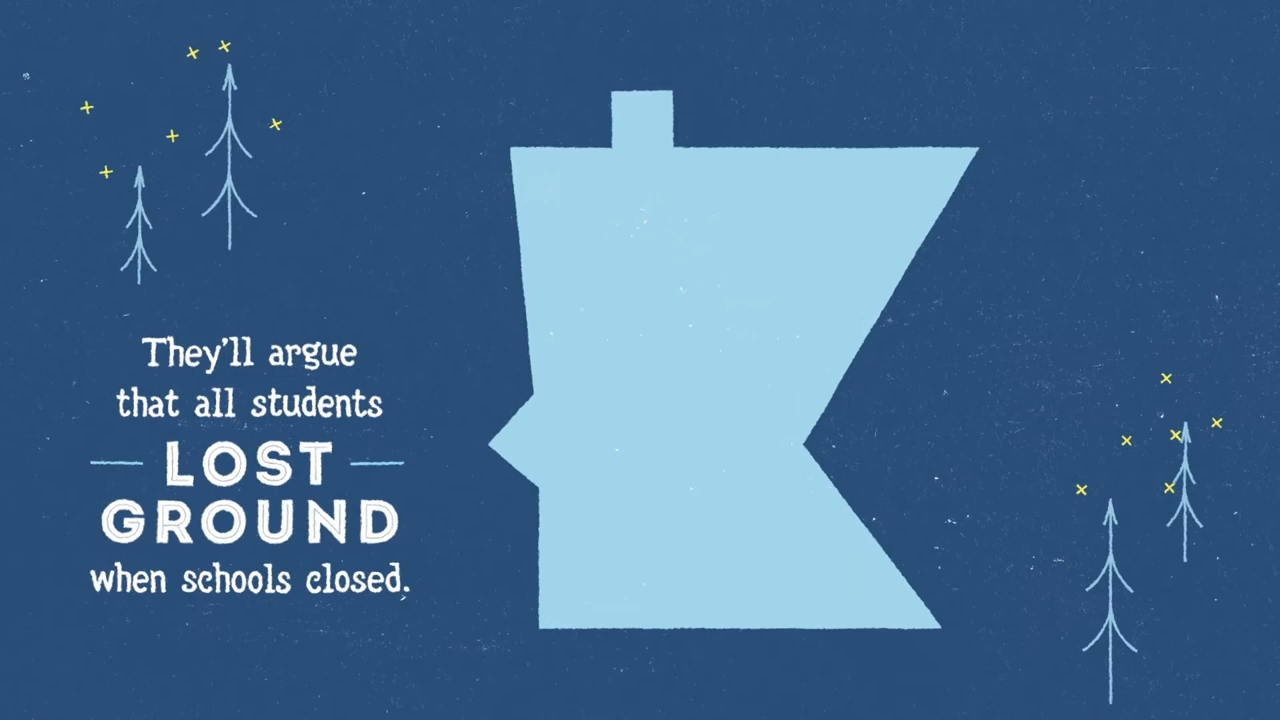 They'll argue
that all students
LOST
GROUND
when schools closed.